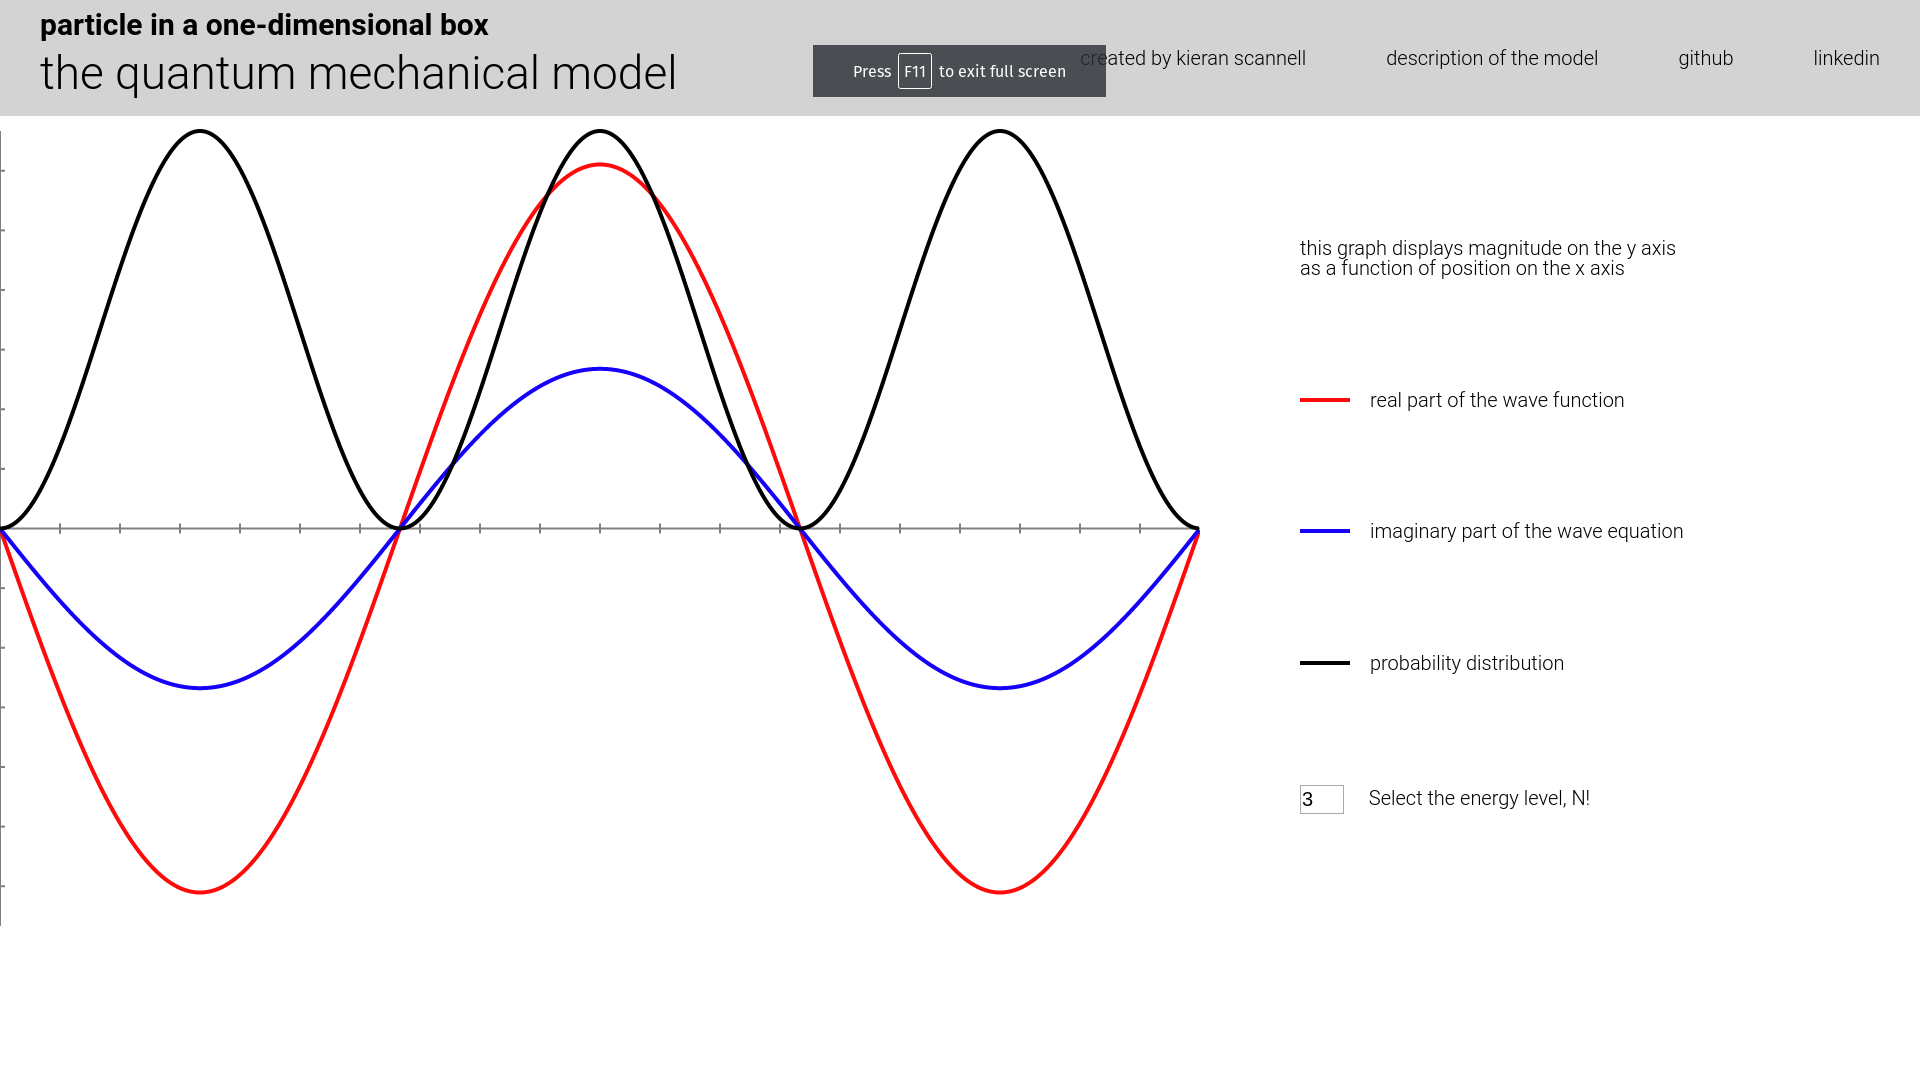 particle in a one-dimensional box
the quantum mechanical model
Press F11 to exit full screen
created by kieran scannell
description of the model
github
linkedin
this graph displays magnitude on the y axis
as a function of position on the x axis
real part of the wave function
imaginary part of the wave equation
probability distribution
3 Select the energy level, N!